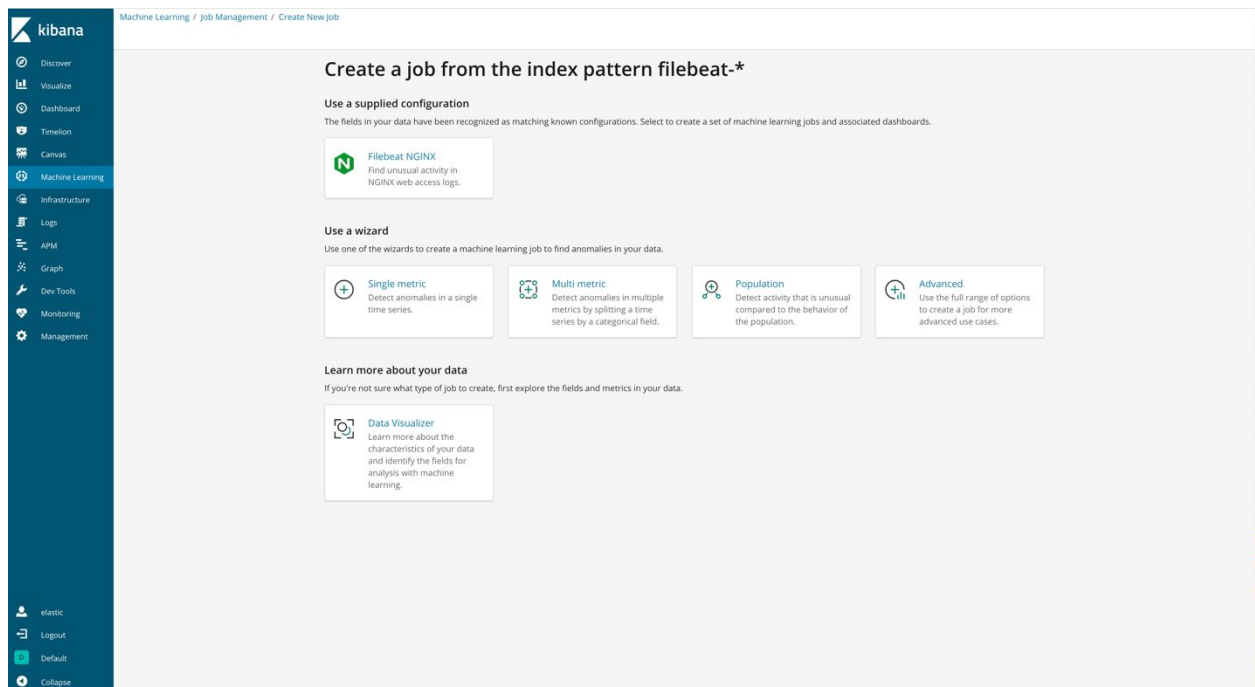 kibana
Discover
Visualize
Dashboard
Timelion
Canvas
Machine Learning
Infrastructure
Logs
APM
Graph
Dev Tools
Monitoring
Management
elastic
Logout
D Default
Collapse
Machine Learning / Job Management / Create New Job
Create a job from the index pattern filebeat-*
Use a supplied configuration
The fields in your data have been recognized as matching known configurations. Select to create a set of machine learning jobs and associated dashboards.
N
Filebeat NGINX
Find unusual activity in
NGINX web access logs.
Use a wizard
Use one of the wizards to create a machine learning job to find anomalies in your data.
Single metric
Detect anomalies in a single
time series.
Multi metric
Detect anomalies in multiple
metrics by splitting a time
series by a categorical field.
Population
Detect activity that is unusual
compared to the behavior of
the population.
Advanced
Use the full range of options
to create a job for more
advanced use cases.
Learn more about your data
If you're not sure what type of job to create, first explore the fields and metrics in your data.
Data Visualizer
Learn more about the
characteristics of your data
and identify the fields for
analysis with machine
learning.